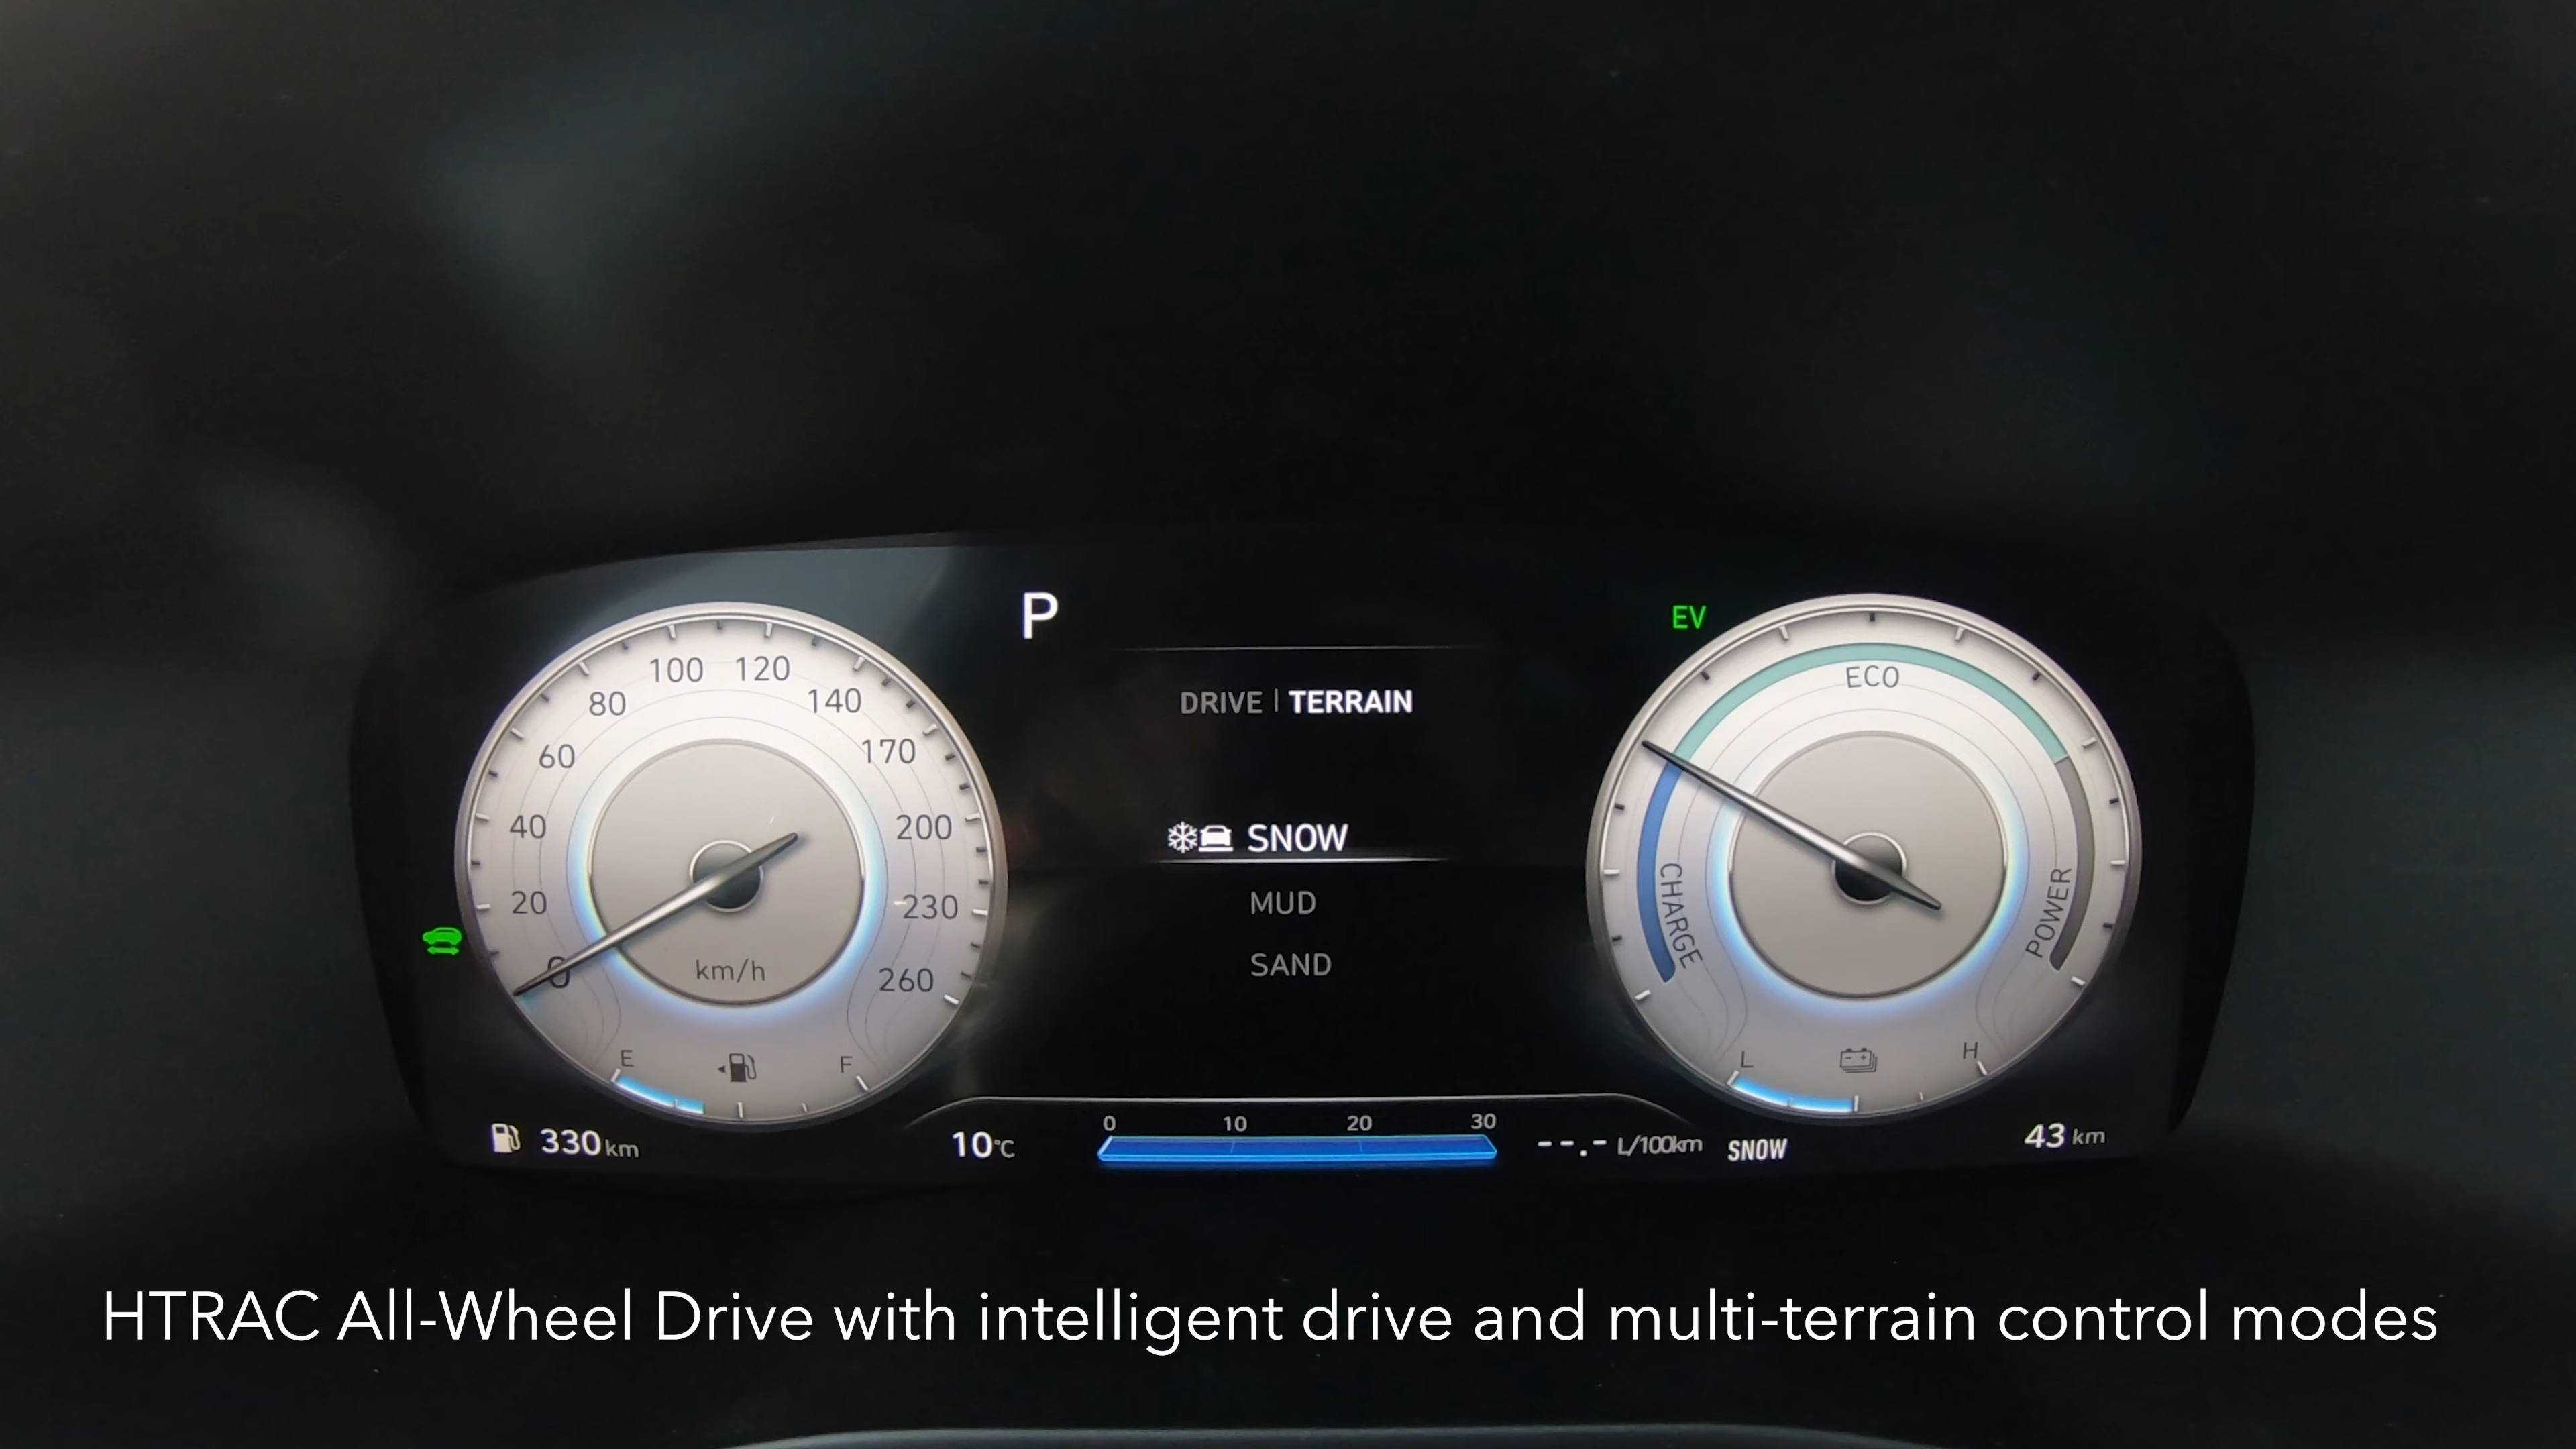 P
EV
DRIVE | TERRAIN
SNOW
MUD
SAND
0
20
40
60
80
100
120
140
170
200
230
260
km/h
E
F
ECO
CHARGE
POWER
L
H
330 km
10°C
0 10 20 30
--.- L/100km
SNOW
43 km
HTRAC All-Wheel Drive with intelligent drive and multi-terrain control modes